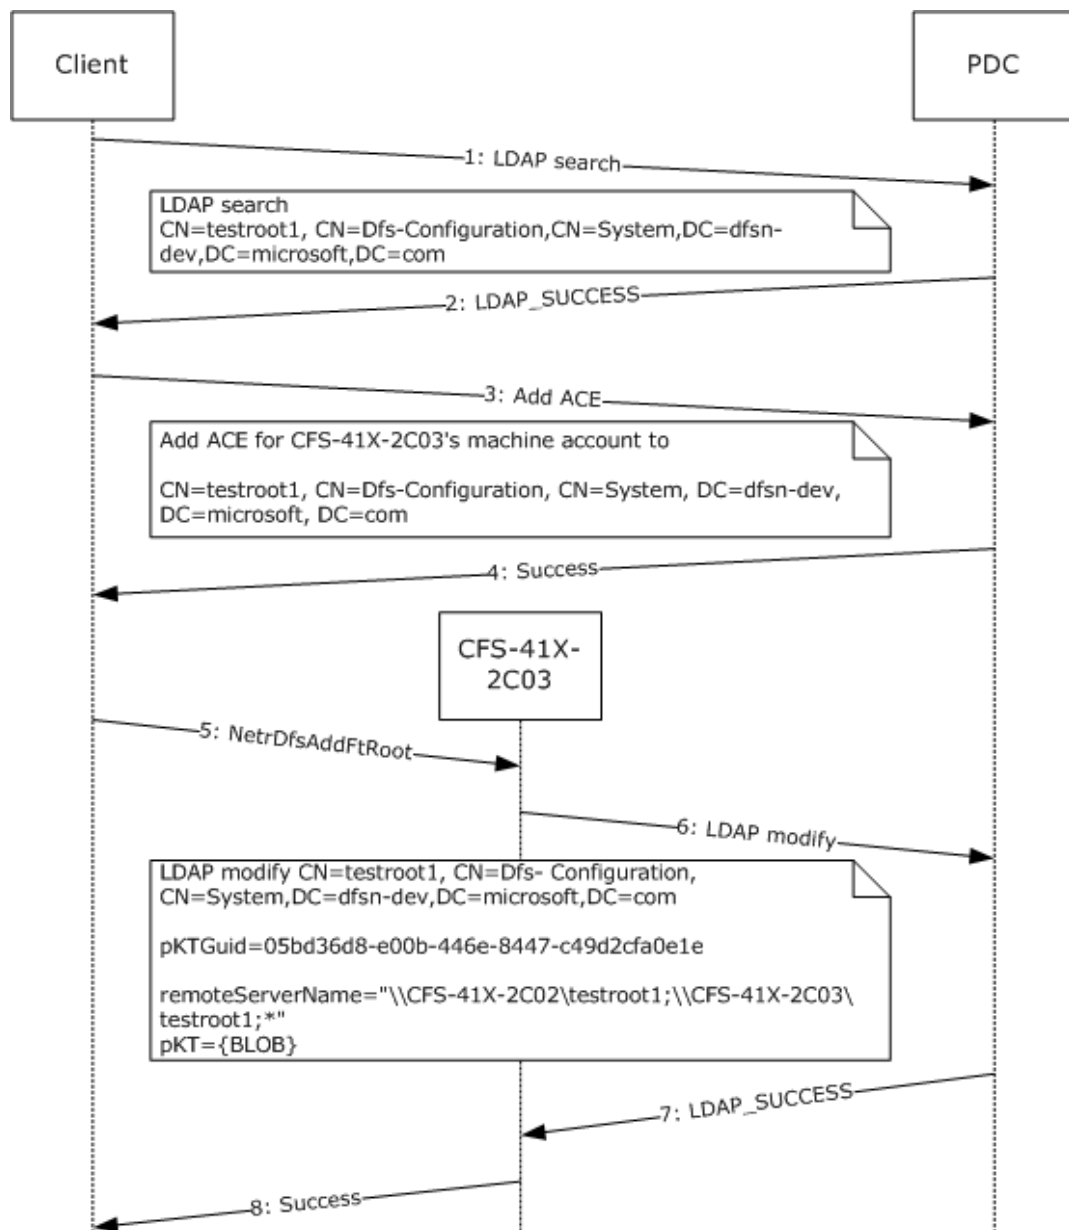 Client
PDC
1: LDAP search
LDAP search
CN=testroot1, CN=Dfs-Configuration,CN=System,DC=dfsn-
dev,DC=microsoft,DC=com
2: LDAP_SUCCESS
3: Add ACE
Add ACE for CFS-41X-2C03's machine account to
CN=testroot1, CN=Dfs-Configuration, CN=System, DC=dfsn-dev,
DC=microsoft, DC=com
4: Success
CFS-41X-
2C03
5: NetrDfsAddFtRoot
6: LDAP modify
LDAP modify CN=testroot1, CN=Dfs- Configuration,
CN=System,DC=dfsn-dev,DC=microsoft,DC=com
pKTGuid=05bd36d8-e00b-446e-8447-c49d2cfa0e1e
remoteServerName="\\CFS-41X-2C02\testroot1;\\CFS-41X-2C03\
testroot1;*"
pKT={BLOB}
7: LDAP_SUCCESS
8: Success